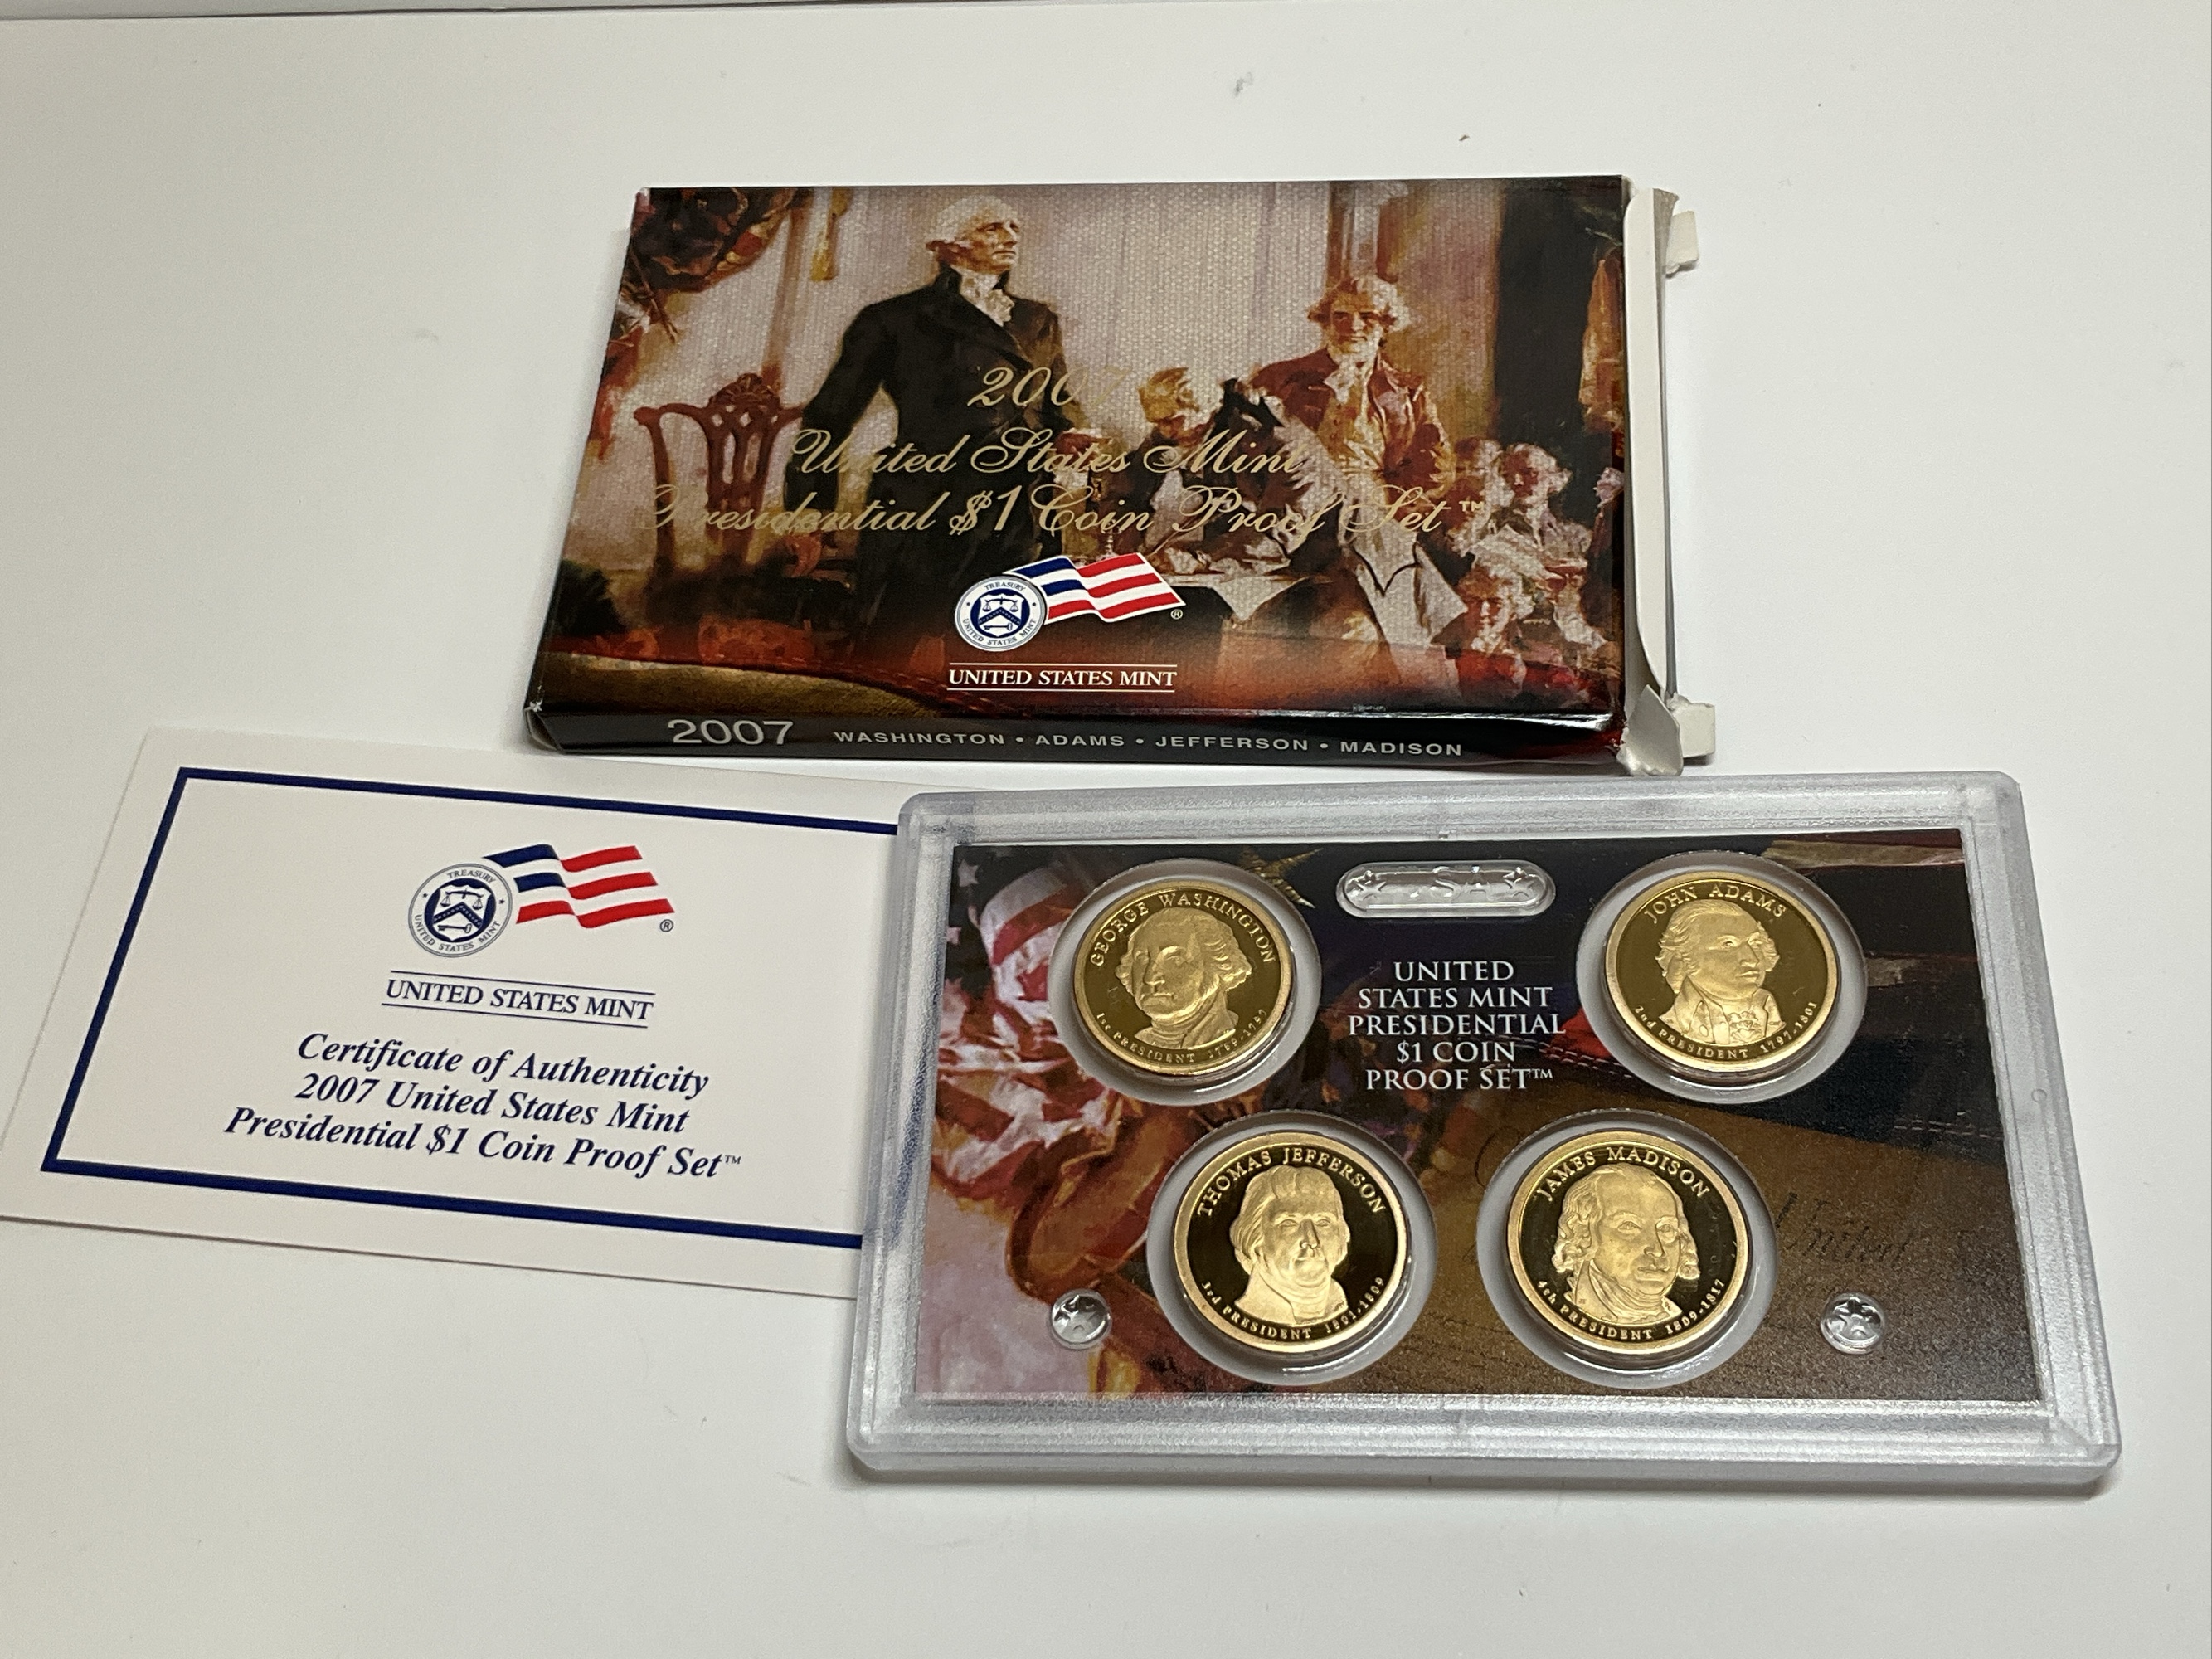 2007
United States Mint
Presidential $1 Coin Proof Set™
TREASURY
UNITED STATES MINT
®
UNITED STATES MINT
2007 WASHINGTON • ADAMS • JEFFERSON • MADISON
TREASURY
UNITED STATES MINT
®
UNITED STATES MINT
Certificate of Authenticity
2007 United States Mint
Presidential $1 Coin Proof Set™
USA
UNITED
STATES MINT
PRESIDENTIAL
$1 COIN
PROOF SET™
GEORGE WASHINGTON
1st PRESIDENT 1789-1797
JOHN ADAMS
2nd PRESIDENT 1797-1801
THOMAS JEFFERSON
3rd PRESIDENT 1801-1809
JAMES MADISON
4th PRESIDENT 1809-1817
United